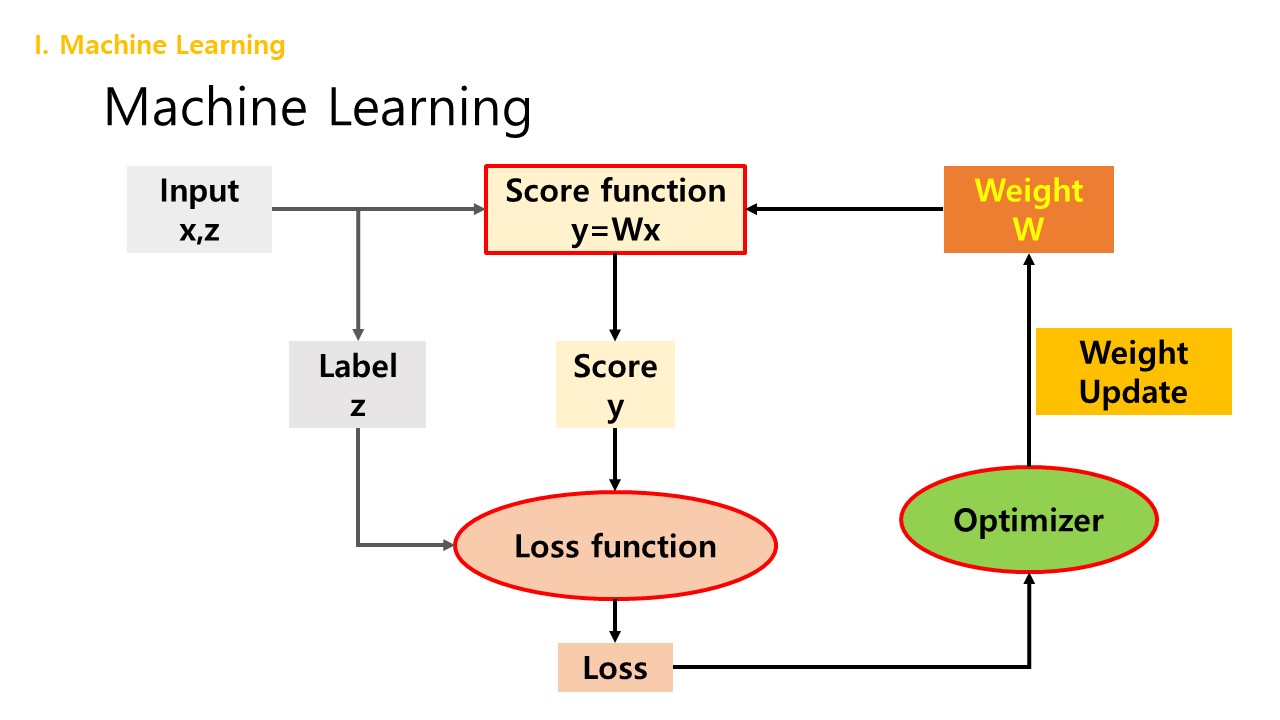 I. Machine Learning
Machine Learning
Input
x,z
Score function
y=Wx
Weight
W
Label
z
Score
y
Weight
Update
Loss function
Optimizer
Loss